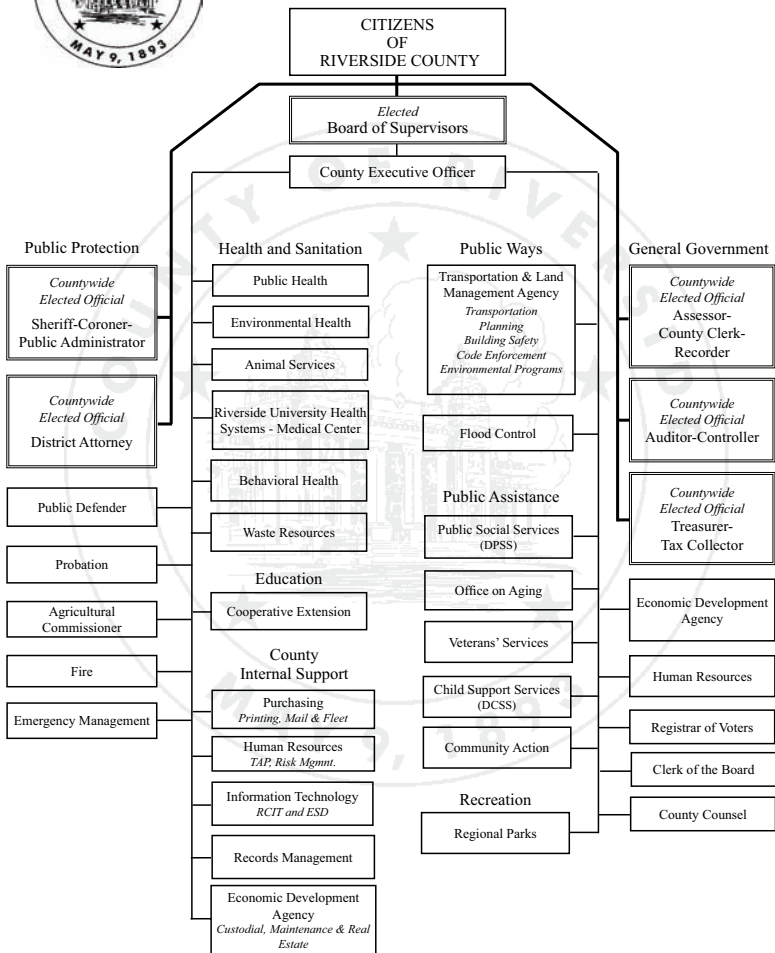 MAY 9, 1893
CITIZENS
OF
RIVERSIDE COUNTY
Elected
Board of Supervisors
County Executive Officer
COUNTY OF RIVERSIDE
MAY 9, 1893
Public Protection
Countywide
Elected Official
Sheriff-Coroner-
Public Administrator
Countywide
Elected Official
District Attorney
Public Defender
Probation
Agricultural
Commissioner
Fire
Emergency Management
Health and Sanitation
Public Health
Environmental Health
Animal Services
Riverside University Health
Systems - Medical Center
Behavioral Health
Waste Resources
Education
Cooperative Extension
County
Internal Support
Purchasing
Printing, Mail & Fleet
Human Resources
TAP, Risk Mgmnt.
Information Technology
RCIT and ESD
Records Management
Economic Development
Agency
Custodial, Maintenance & Real
Estate
Public Ways
Transportation & Land
Management Agency
Transportation
Planning
Building Safety
Code Enforcement
Environmental Programs
Flood Control
Public Assistance
Public Social Services
(DPSS)
Office on Aging
Veterans’ Services
Child Support Services
(DCSS)
Community Action
Recreation
Regional Parks
General Government
Countywide
Elected Official
Assessor-
County Clerk-
Recorder
Countywide
Elected Official
Auditor-Controller
Countywide
Elected Official
Treasurer-
Tax Collector
Economic Development
Agency
Human Resources
Registrar of Voters
Clerk of the Board
County Counsel